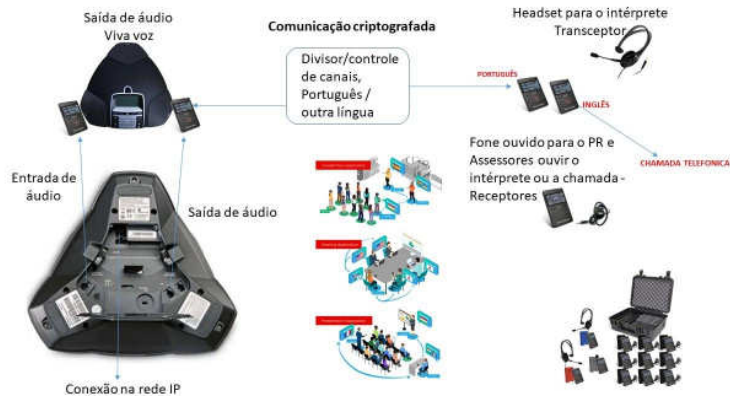 Saída de áudio
Viva voz
Comunicação criptografada
Headset para o intérprete
Transceptor
Divisor/controle
de canais,
Português /
outra língua
PORTUGUÊS
INGLÊS
Fone ouvido para o PR e
Assessores ouvir o
intérprete ou a chamada -
Receptores
CHAMADA TELEFONICA
Entrada de
áudio
Saída de áudio
Conexão na rede IP